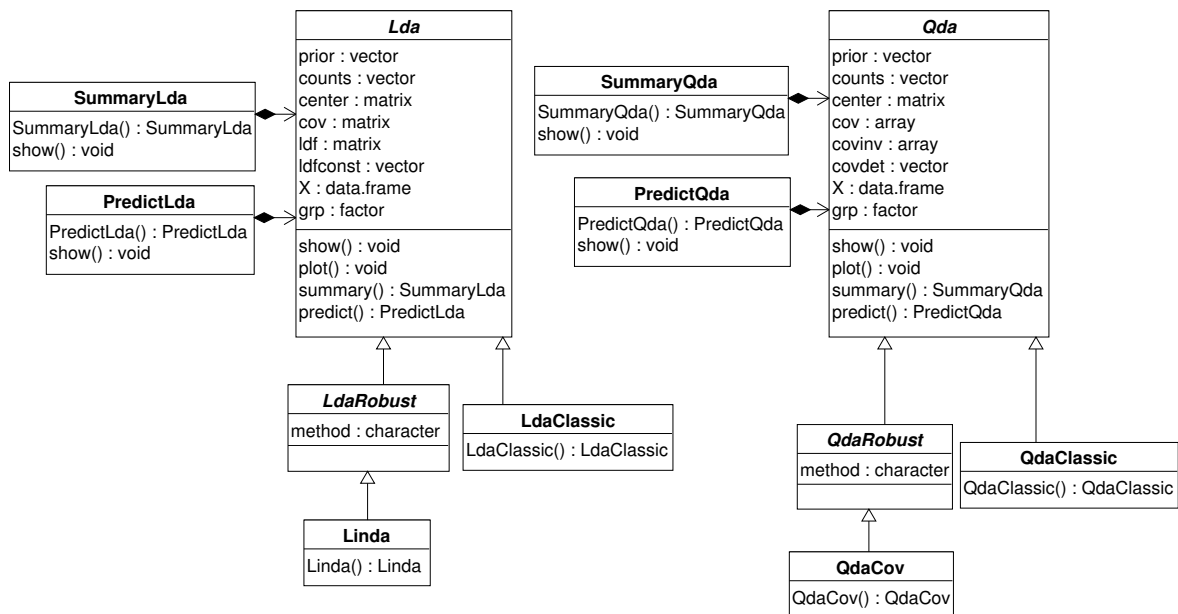 Lda
prior : vector
counts : vector
center : matrix
cov : matrix
ldf : matrix
ldfconst : vector
X : data.frame
grp : factor
show() : void
plot() : void
summary() : SummaryLda
predict() : PredictLda
SummaryLda
SummaryLda() : SummaryLda
show() : void
PredictLda
PredictLda() : PredictLda
show() : void
LdaRobust
method : character
LdaClassic
LdaClassic() : LdaClassic
Linda
Linda() : Linda
Qda
prior : vector
counts : vector
center : matrix
cov : array
covinv : array
covdet : vector
X : data.frame
grp : factor
show() : void
plot() : void
summary() : SummaryQda
predict() : PredictQda
SummaryQda
SummaryQda() : SummaryQda
show() : void
PredictQda
PredictQda() : PredictQda
show() : void
QdaRobust
method : character
QdaClassic
QdaClassic() : QdaClassic
QdaCov
QdaCov() : QdaCov